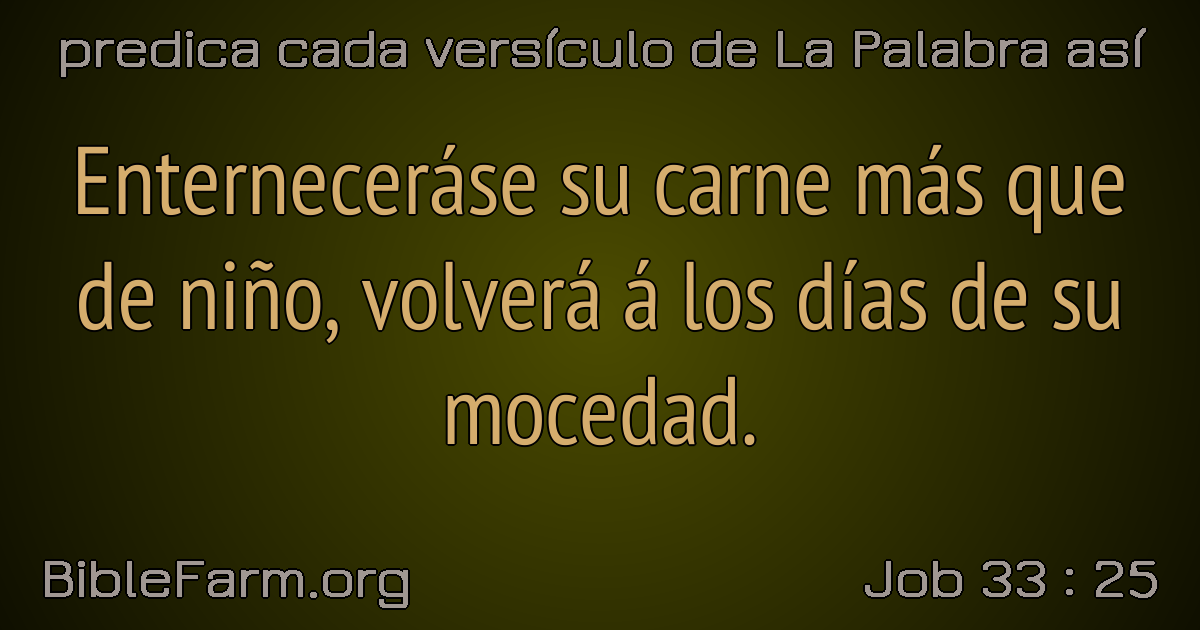 predica cada versículo de La Palabra así
Enterneceráse su carne más que
de niño, volverá á los días de su
mocedad.
BibleFarm.org
Job 33 : 25